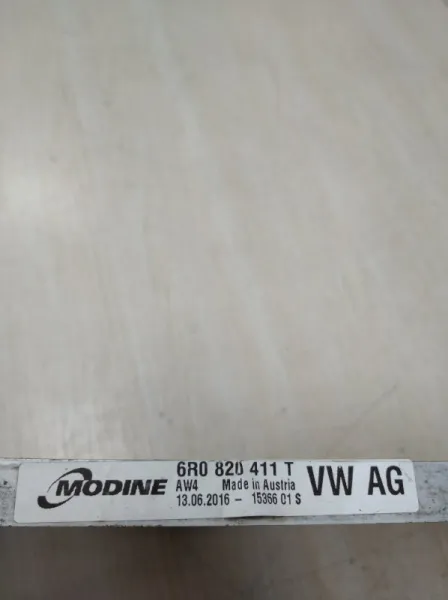 MODINE
6R0 820 411 T
AW4 Made in Austria
13.06.2016 - 15366 01 S
VW AG